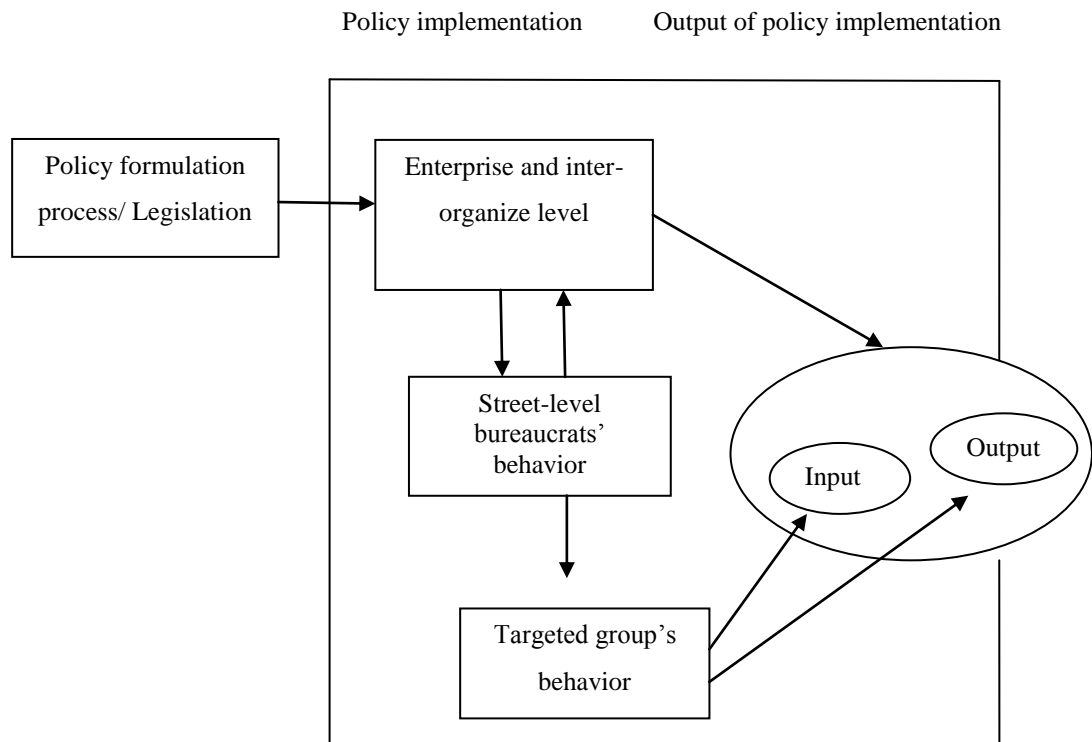 Policy implementation
Output of policy implementation
Policy formulation
process/ Legislation
Enterprise and inter-
organize level
Street-level
bureaucrats’
behavior
Input
Output
Targeted group’s
behavior